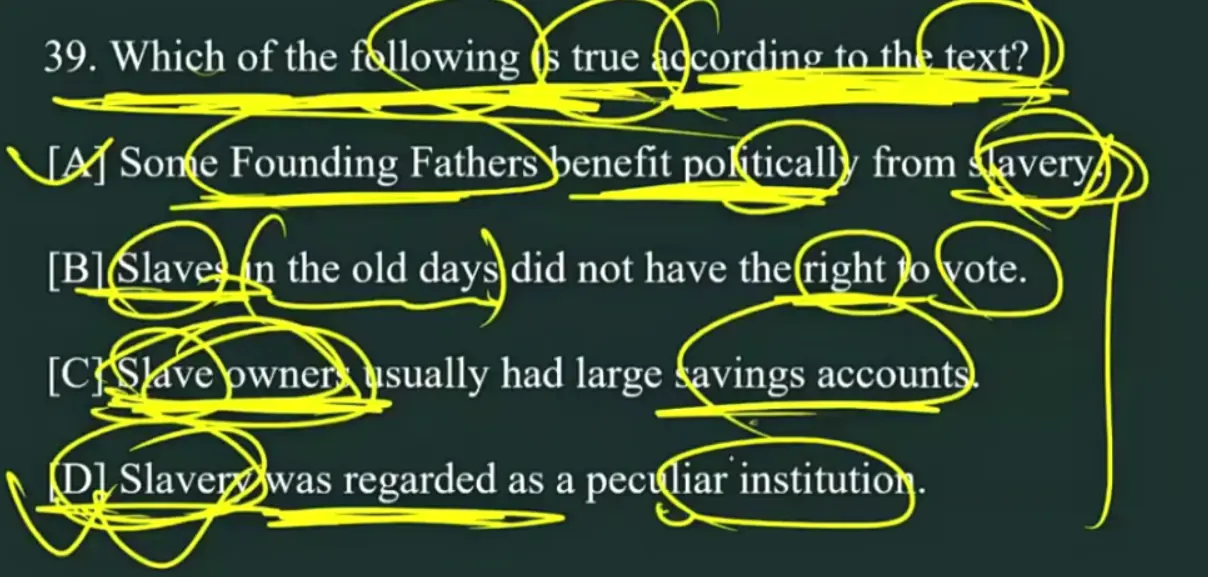 39. Which of the following is true according to the text?
[A] Some Founding Fathers benefit politically from slavery.
[B] Slaves in the old days did not have the right to vote.
[C] Slave owners usually had large savings accounts.
[D] Slavery was regarded as a peculiar institution.